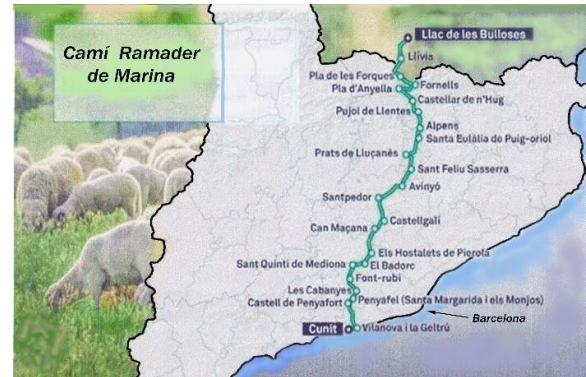 Camí Ramader
de Marina
Llac de les Bulloses
Llívia
Pla de les Forques
Fornells
Pla d'Anyella
Castellar de n'Hug
Pujol de Llentes
Alpens
Santa Eulàlia de Puig-oriol
Prats de Lluçanès
Sant Feliu Sasserra
Avinyó
Santpedor
Castellgalí
Can Maçana
Els Hostalets de Pierola
Sant Quintí de Mediona
El Badorc
Font-rubí
Les Cabanyes
Penyafel (Santa Margarida i els Monjos)
Castell de Penyafort
Barcelona
Cunit
Vilanova i la Geltrú